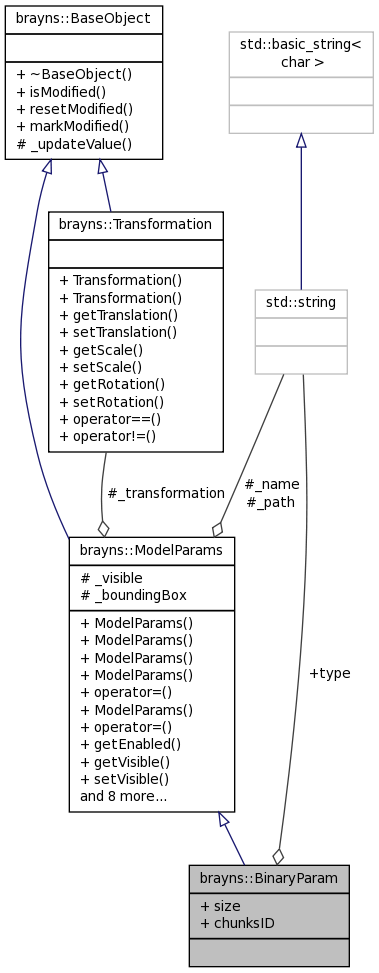 brayns::BaseObject
+ ~BaseObject()
+ isModified()
+ resetModified()
+ markModified()
# _updateValue()
std::basic_string<
char >
brayns::Transformation
+ Transformation()
+ Transformation()
+ getTranslation()
+ setTranslation()
+ getScale()
+ setScale()
+ getRotation()
+ setRotation()
+ operator==()
+ operator!=()
std::string
#_transformation
#_name
#_path
brayns::ModelParams
# _visible
# _boundingBox
+ ModelParams()
+ ModelParams()
+ ModelParams()
+ ModelParams()
+ operator=()
+ ModelParams()
+ operator=()
+ getEnabled()
+ getVisible()
+ setVisible()
and 8 more...
+type
brayns::BinaryParam
+ size
+ chunksID